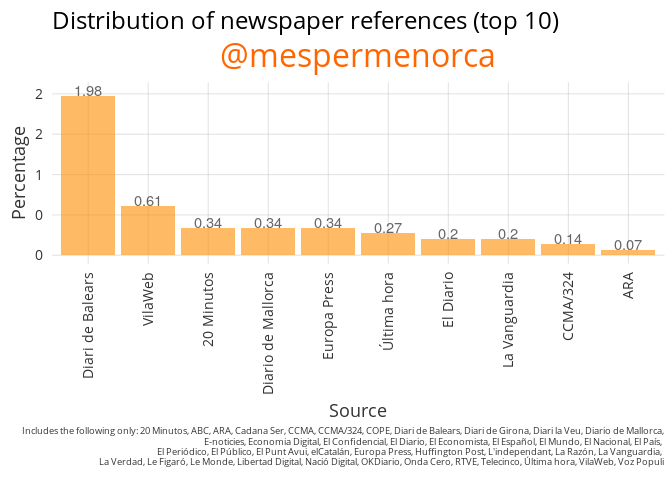 Distribution of newspaper references (top 10)
@mespermenorca
Percentage
2
2
1
0
0
1.98
0.61
0.34
0.34
0.34
0.27
0.2
0.2
0.14
0.07
Diari de Balears
VilaWeb
20 Minutos
Diario de Mallorca
Europa Press
Última hora
El Diario
La Vanguardia
CCMA/324
ARA
Source
Includes the following only: 20 Minutos, ABC, ARA, Cadana Ser, CCMA, CCMA/324, COPE, Diari de Balears, Diari de Girona, Diari la Veu, Diario de Mallorca,
E-noticies, Economia Digital, El Confidencial, El Diario, El Economista, El Español, El Mundo, El Nacional, El País,
El Periódico, El Público, El Punt Avui, elCatalán, Europa Press, Huffington Post, L'independant, La Razón, La Vanguardia,
La Verdad, Le Figaró, Le Monde, Libertad Digital, Nació Digital, OKDiario, Onda Cero, RTVE, Telecinco, Última hora, VilaWeb, Voz Populi